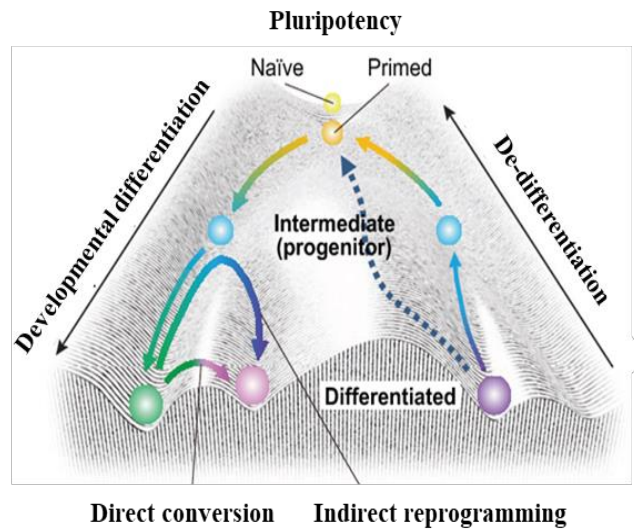 Pluripotency
Naïve
Primed
Developmental differentiation
De-differentiation
Intermediate
(progenitor)
Differentiated
Direct conversion
Indirect reprogramming